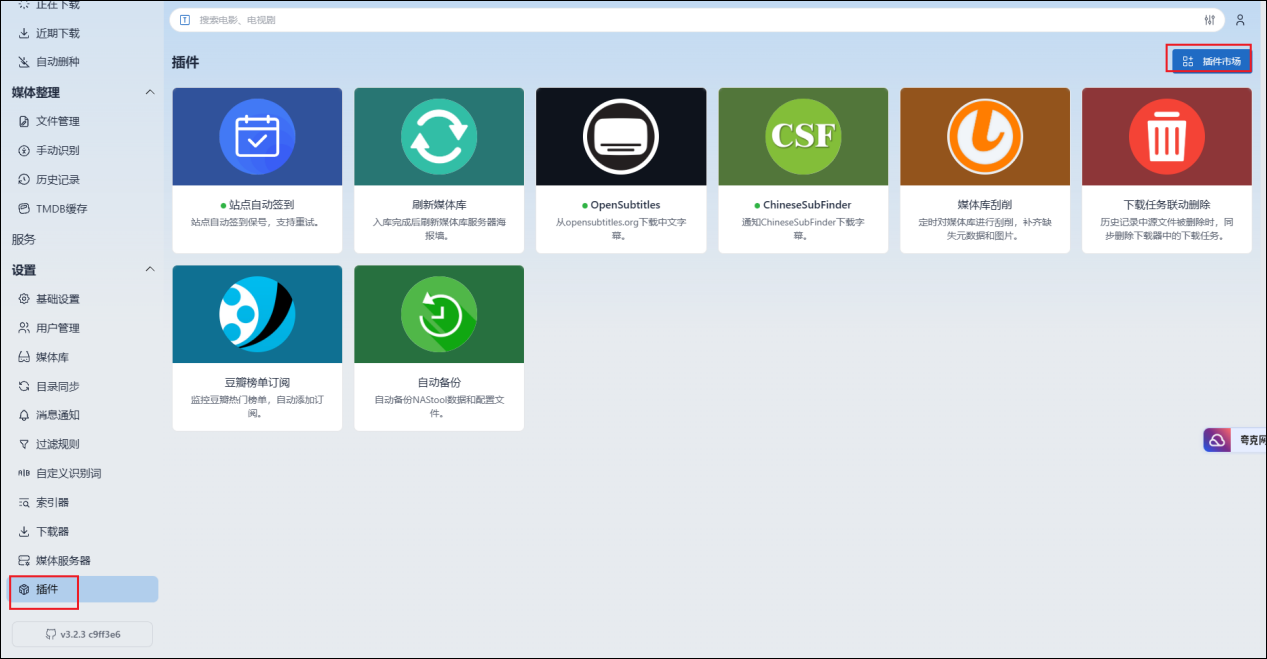 正在下载
近期下载
自动删种
媒体整理
文件管理
手动识别
历史记录
TMDB缓存
服务
设置
基础设置
用户管理
媒体库
目录同步
消息通知
过滤规则
自定义识别词
索引器
下载器
媒体服务器
插件
v3.2.3 c9ff3e6
搜索电影、电视剧
插件
插件市场
站点自动签到
站点自动签到保号，支持重试。
刷新媒体库
入库完成后刷新媒体库服务器海
报墙。
OpenSubtitles
从opensubtitles.org下载中文字
幕。
CSF
ChineseSubFinder
通知ChineseSubFinder下载字
幕。
媒体库刮削
定时对媒体库进行刮削，补齐缺
失元数据和图片。
下载任务联动删除
历史记录中源文件被删除时，同
步删除下载器中的下载任务。
豆瓣榜单订阅
监控豆瓣热门榜单，自动添加订
阅。
自动备份
自动备份NAStool数据和配置文
件。
夸克网